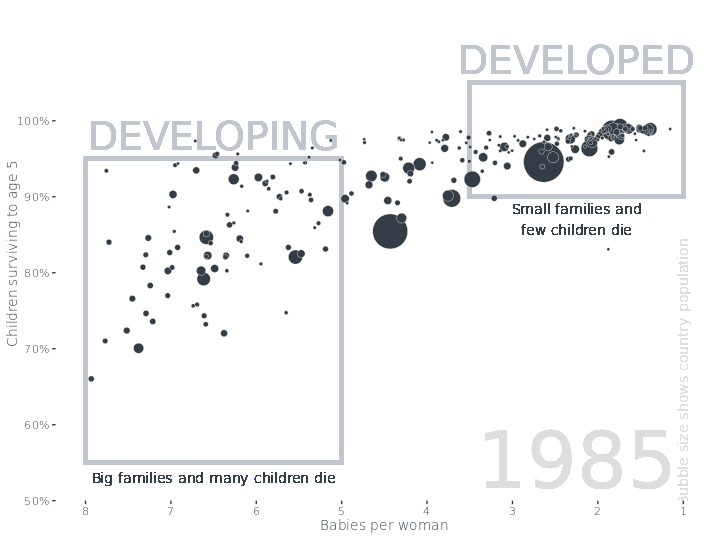 DEVELOPED
DEVELOPING
100%
90%
80%
70%
60%
50%
Children surviving to age 5
Small families and
few children die
Big families and many children die
1985
Bubble size shows country population
8 7 6 5 4 3 2 1
Babies per woman